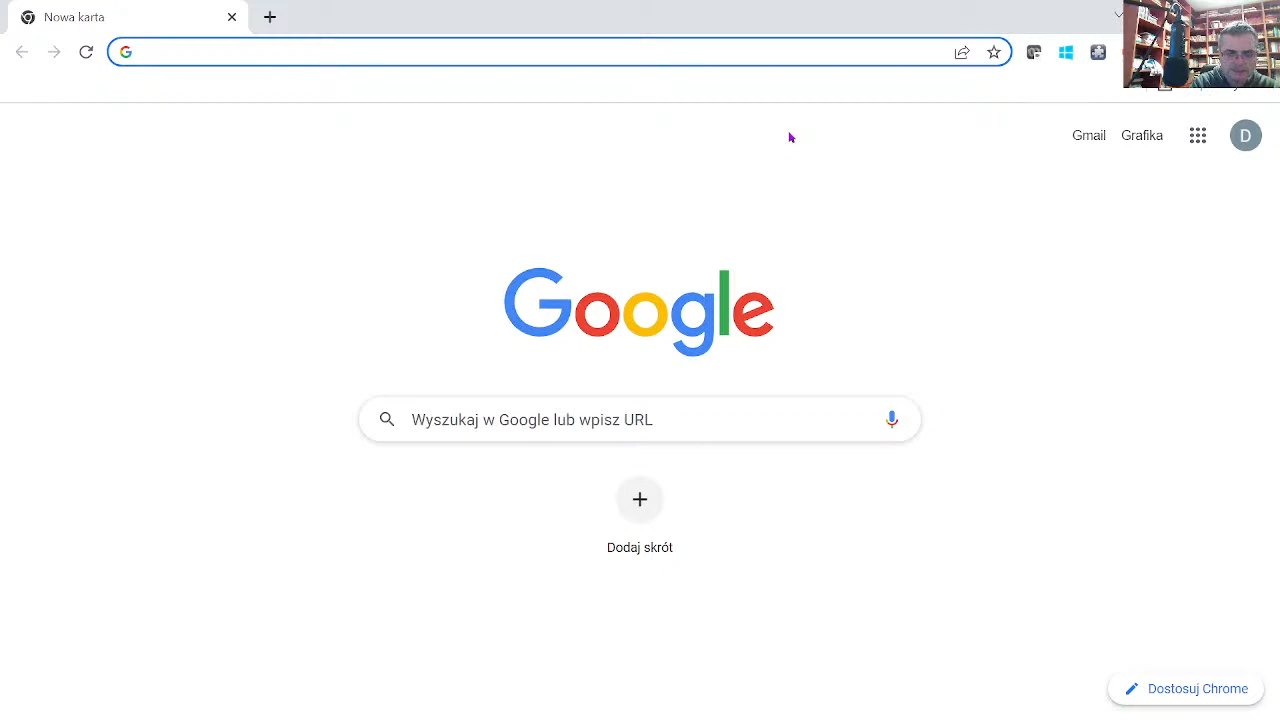 Nowa karta
Gmail
Grafika
D
Google
Wyszukaj w Google lub wpisz URL
Dodaj skrót
Dostosuj Chrome